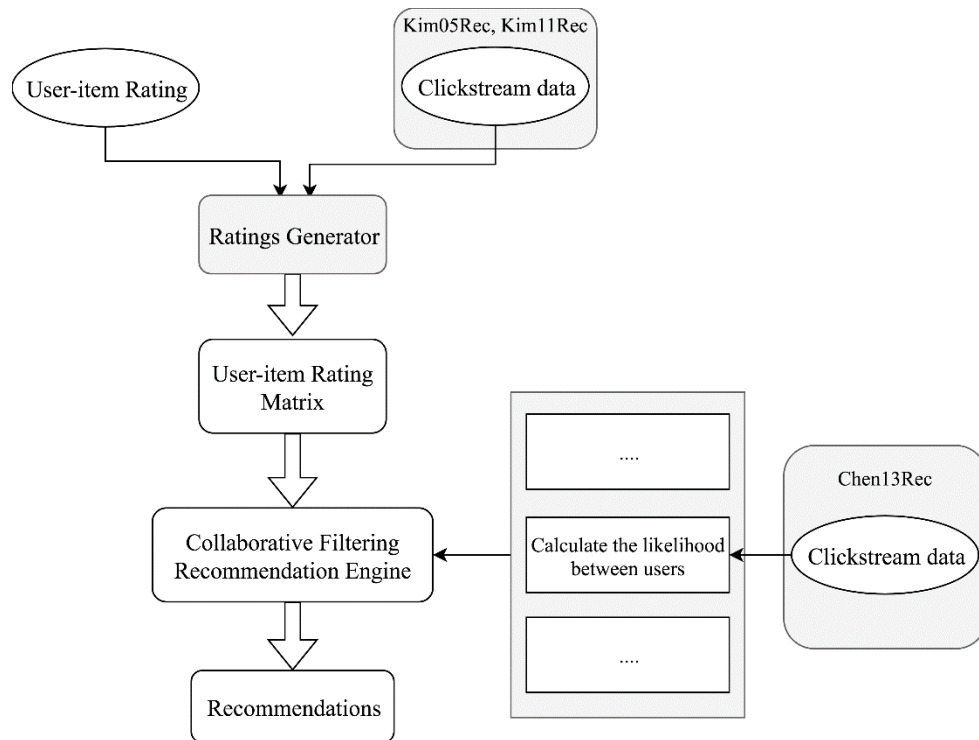 Kim05Rec, Kim11Rec
User-item Rating
Clickstream data
Ratings Generator
User-item Rating
Matrix
....
Chen13Rec
Collaborative Filtering
Recommendation Engine
Calculate the likelihood
between users
Clickstream data
....
Recommendations